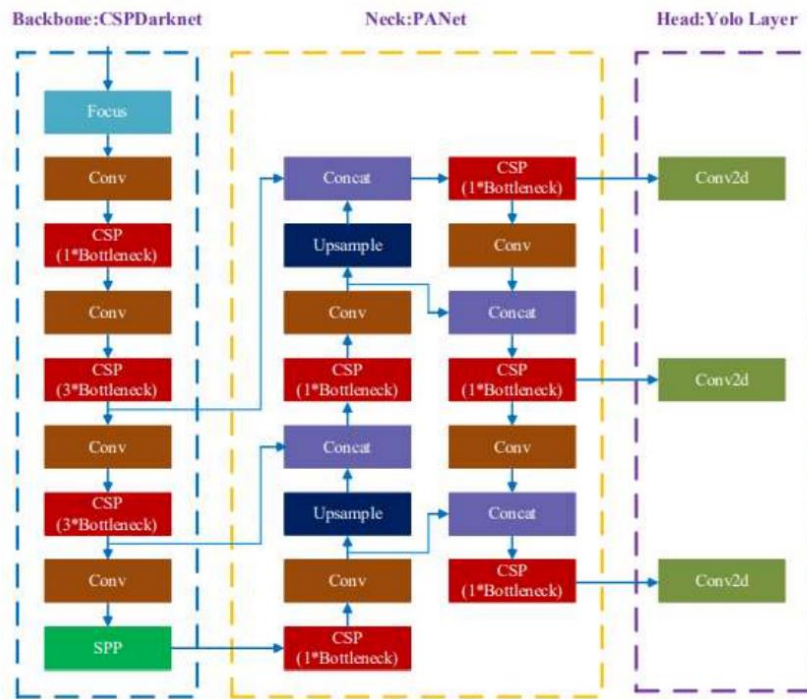 Backbone:CSPDarknet
Neck:PANet
Head:Yolo Layer
Focus
Conv
CSP
(1*Bottleneck)
Conv
CSP
(3*Bottleneck)
Conv
CSP
(3*Bottleneck)
Conv
SPP
Concat
Upsample
Conv
CSP
(1*Bottleneck)
Concat
Upsample
Conv
CSP
(1*Bottleneck)
CSP
(1*Bottleneck)
Conv
Concat
CSP
(1*Bottleneck)
Conv
Concat
CSP
(1*Bottleneck)
Conv2d
Conv2d
Conv2d